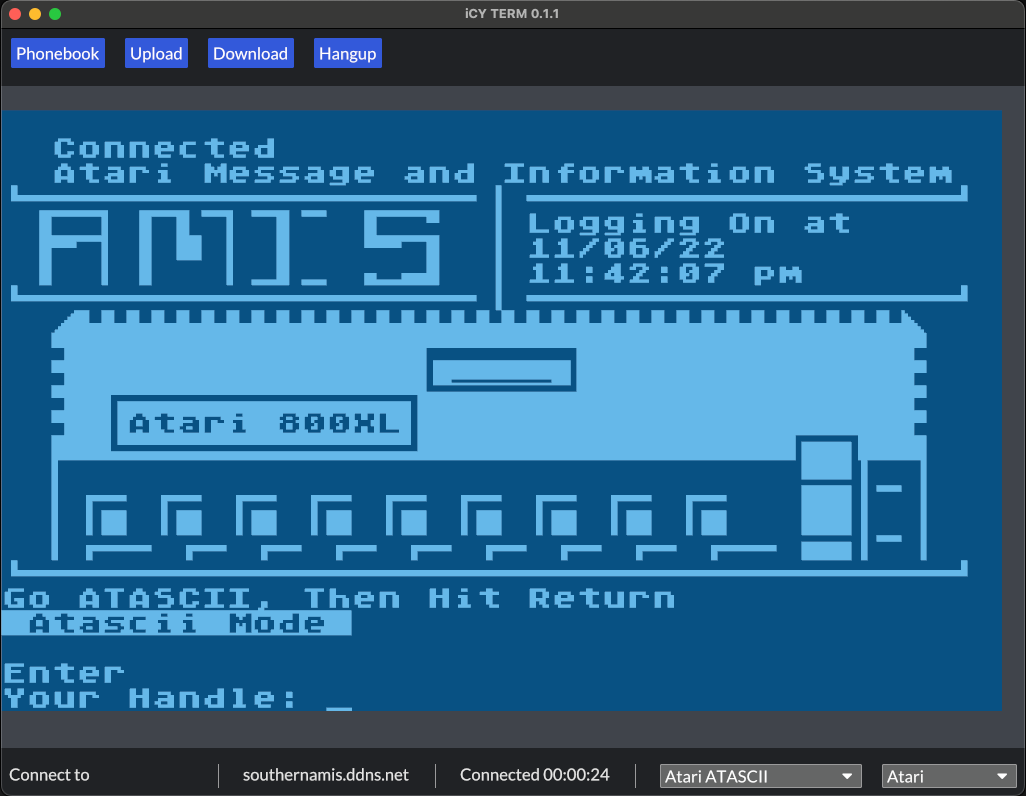 iCY TERM 0.1.1
Phonebook Upload Download Hangup
Connected
Atari Message and Information System
AMIS
Logging On at
11/06/22
11:42:07 pm
Atari 800XL
Go ATASCII, Then Hit Return
Atascii Mode
Enter
Your Handle: _
Connect to southernamis.ddns.net Connected 00:00:24 Atari ATASCII Atari